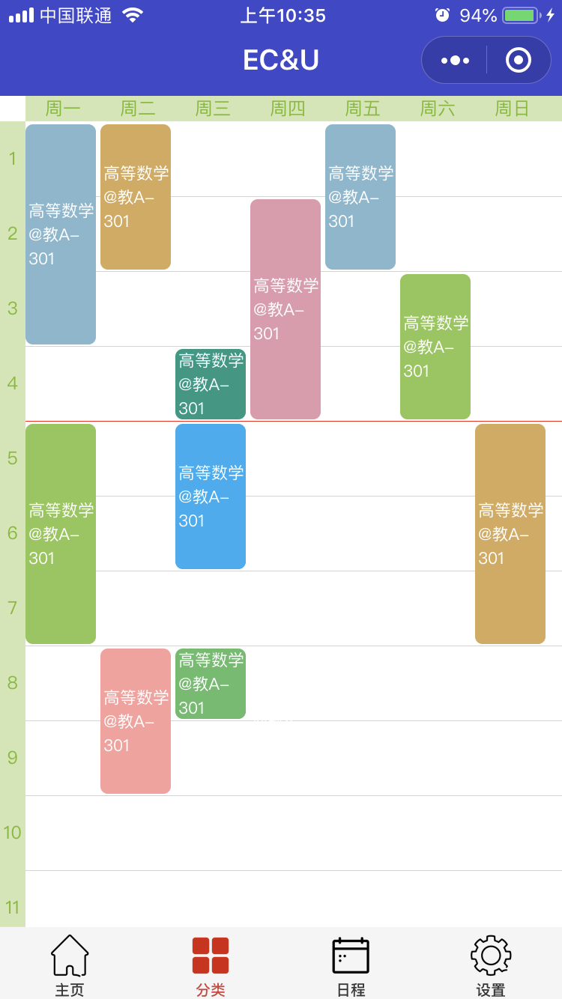 中国联通 上午10:35 94%
EC&U
周一 周二 周三 周四 周五 周六 周日
1
2
3
4
5
6
7
8
9
10
11
高等数学
@教A-
301
高等数学
@教A-
301
高等数学
@教A-
301
高等数学
@教A-
301
高等数学
@教A-
301
高等数学
@教A-
301
高等数学
@教A-
301
高等数学
@教A-
301
高等数学
@教A-
301
高等数学
@教A-
301
高等数学
@教A-
301
主页 分类 日程 设置